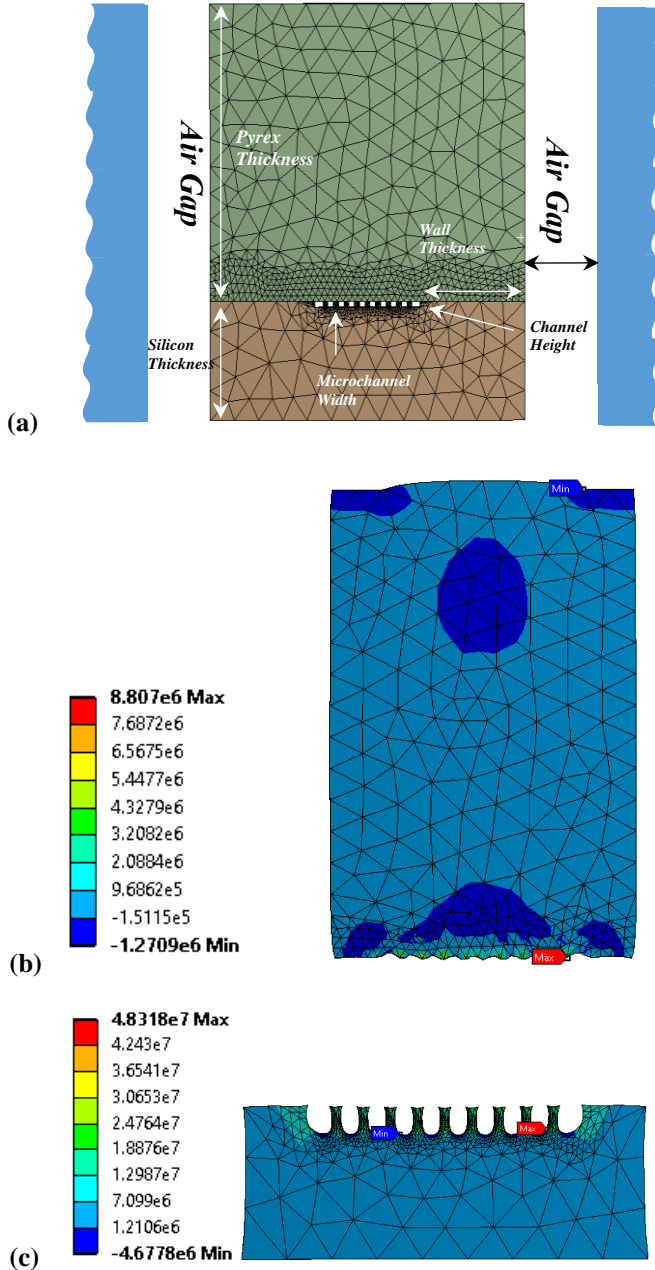 Air Gap
Pyrex
Thickness
Air Gap
Wall
Thickness
Silicon
Thickness
Channel
Height
Microchannel
Width
(a)
Min
8.807e6 Max
7.6872e6
6.5675e6
5.4477e6
4.3279e6
3.2082e6
2.0884e6
9.6862e5
-1.5115e5
-1.2709e6 Min
Max
(b)
4.8318e7 Max
4.243e7
3.6541e7
3.0653e7
2.4764e7
1.8876e7
1.2987e7
7.099e6
1.2106e6
-4.6778e6 Min
Min
Max
(c)